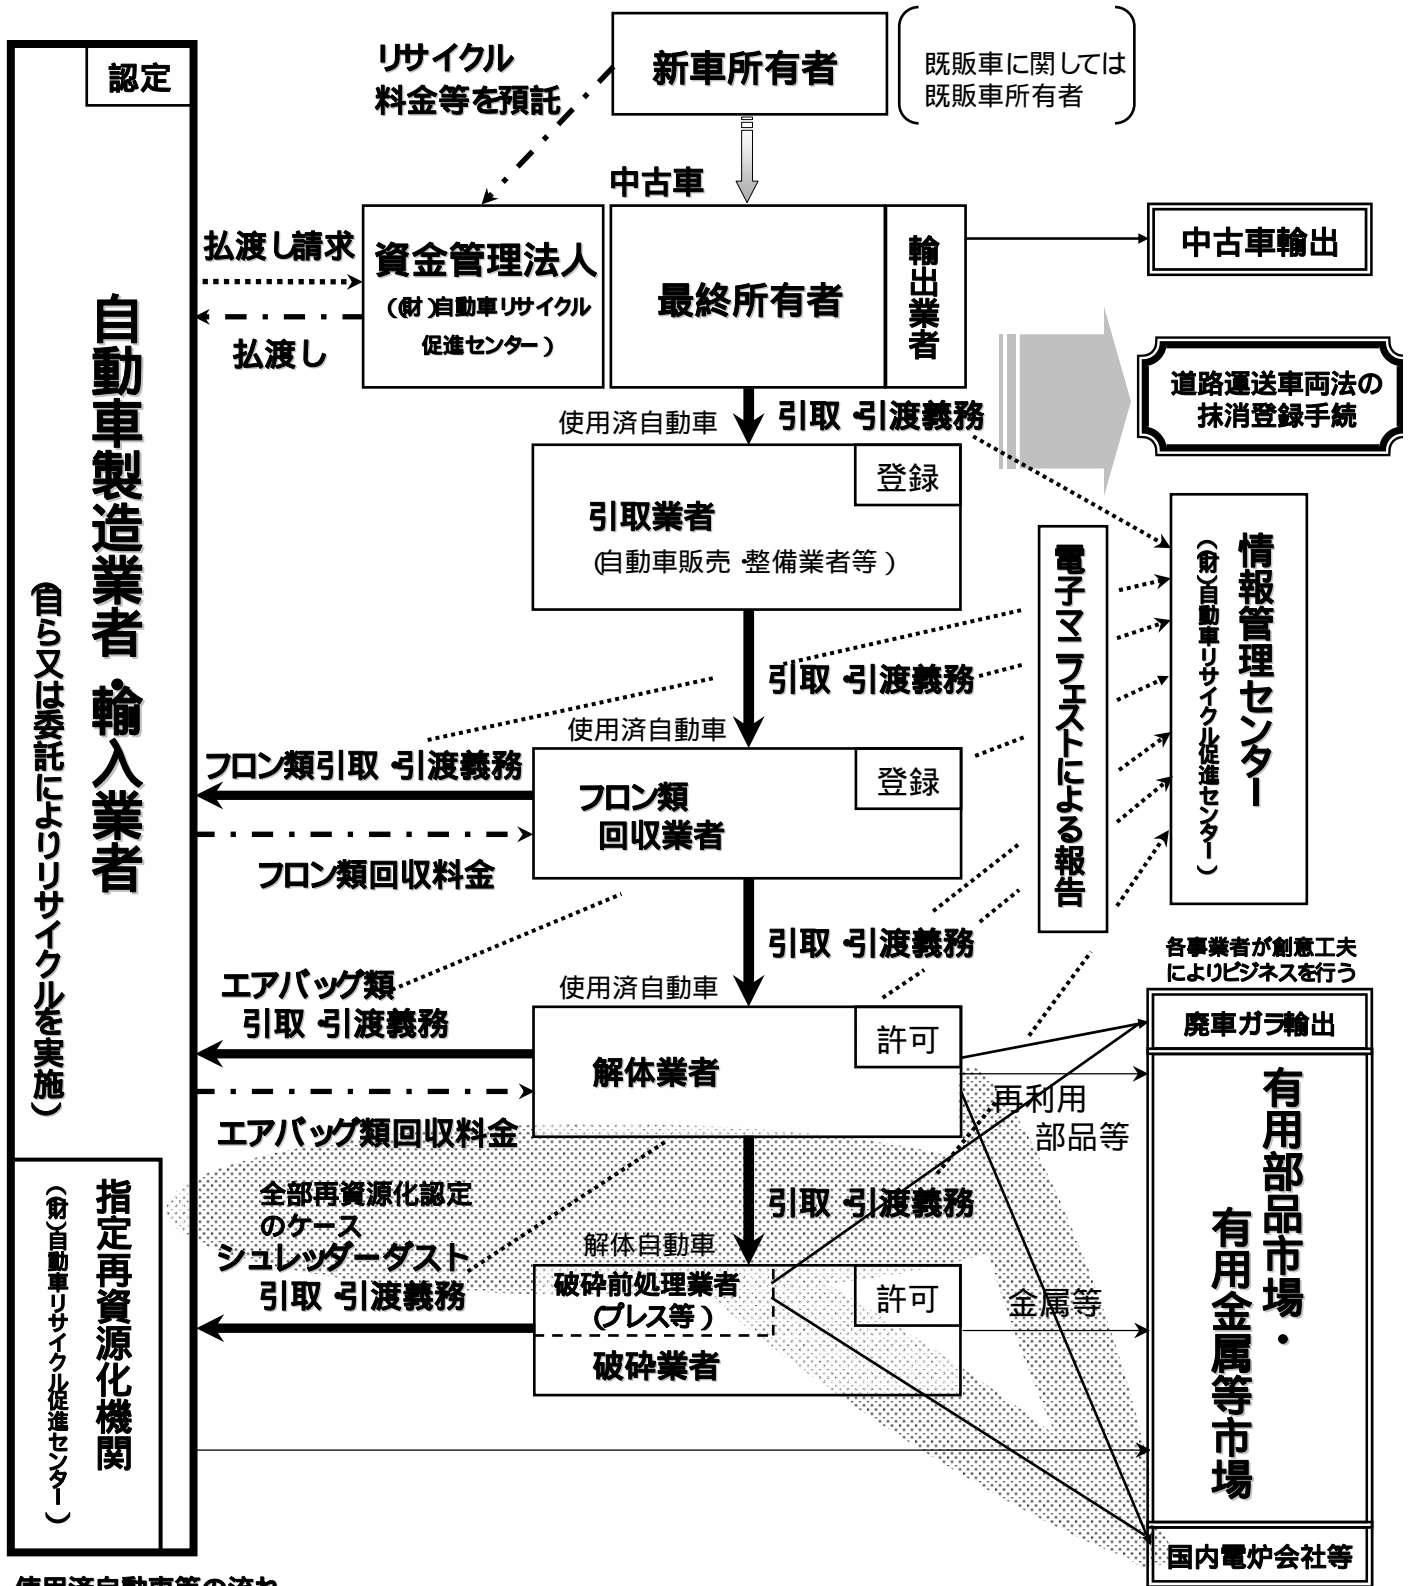 リサイクル
料金等を預託
新車所有者
既販車に関しては
既販車所有者
認定
中古車
払渡し請求
払渡し
資金管理法人
（(財)自動車リサイクル
促進センター）
最終所有者
輸出業者
中古車輸出
道路運送車両法の
抹消登録手続
自動車製造業者・輸入業者
（自ら又は委託によりリサイクルを実施）
使用済自動車
引取・引渡義務
登録
引取業者
（自動車販売・整備業者等）
電子マニフェストによる報告
情報管理センター
（(財)自動車リサイクル促進センター）
引取・引渡義務
使用済自動車
フロン類引取・引渡義務
フロン類回収料金
登録
フロン類
回収業者
引取・引渡義務
使用済自動車
エアバッグ類
引取・引渡義務
エアバッグ類回収料金
許可
解体業者
各事業者が創意工夫
によりビジネスを行う
廃車ガラ輸出
再利用
部品等
有用部品市場・
有用金属等市場
引取・引渡義務
解体自動車
全部再資源化認定
のケース
シュレッダーダスト
引取・引渡義務
破砕前処理業者
（プレス等）
許可
破砕業者
金属等
指定再資源化機関
（(財)自動車リサイクル促進センター）
国内電炉会社等
使用済自動車等の流れ